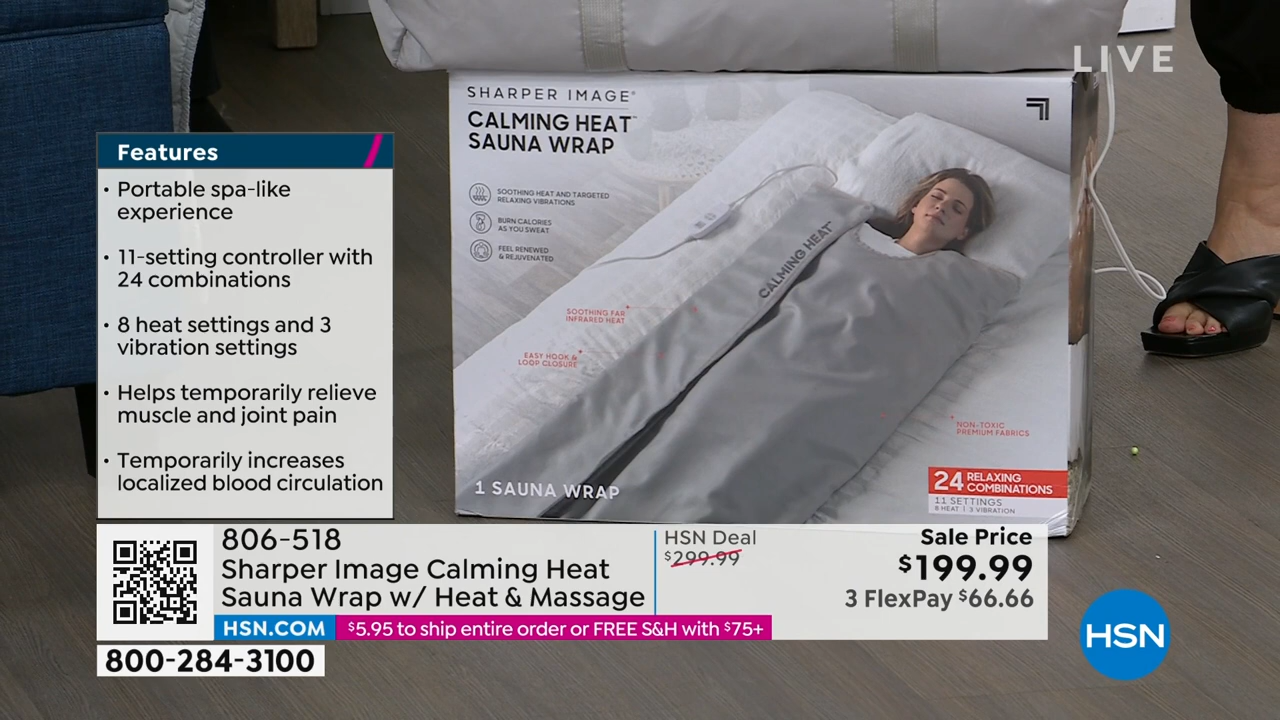 LIVE
SHARPER IMAGE®
CALMING HEAT™
SAUNA WRAP
SOOTHING HEAT AND TARGETED
RELAXING VIBRATIONS
BURN CALORIES
AS YOU SWEAT
FEEL RENEWED
& REJUVENATED
CALMING HEAT™
SOOTHING FAR
INFRARED HEAT
EASY HOOK &
LOOP CLOSURE
NON-TOXIC
PREMIUM FABRICS
24 RELAXING
COMBINATIONS
11 SETTINGS
8 HEAT | 3 VIBRATION
1 SAUNA WRAP
Features
• Portable spa-like
experience
• 11-setting controller with
24 combinations
• 8 heat settings and 3
vibration settings
• Helps temporarily relieve
muscle and joint pain
• Temporarily increases
localized blood circulation
806-518
Sharper Image Calming Heat
Sauna Wrap w/ Heat & Massage
HSN Deal
$299.99
Sale Price
$199.99
3 FlexPay $66.66
HSN.COM
$5.95 to ship entire order or FREE S&H with $75+
800-284-3100
HSN